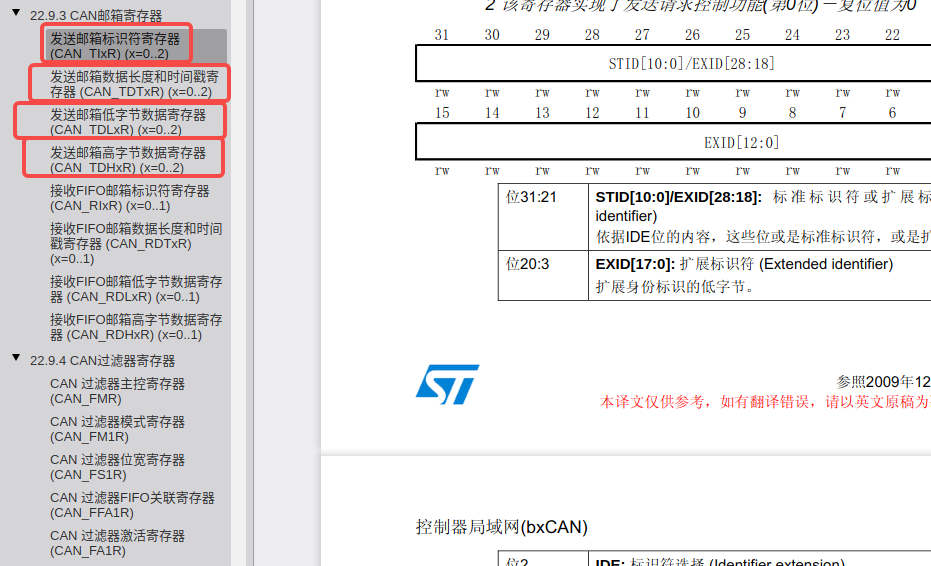 22.9.3 CAN邮箱寄存器
发送邮箱标识符寄存器
(CAN_TIxR) (x=0..2)
发送邮箱数据长度和时间戳寄
存器 (CAN_TDTxR) (x=0..2)
发送邮箱低字节数据寄存器
(CAN_TDLxR) (x=0..2)
发送邮箱高字节数据寄存器
(CAN_TDHxR) (x=0..2)
接收FIFO邮箱标识符寄存器
(CAN_RIxR) (x=0..1)
接收FIFO邮箱数据长度和时间
戳寄存器 (CAN_RDTxR)
(x=0..1)
接收FIFO邮箱低字节数据寄存
器 (CAN_RDLxR) (x=0..1)
接收FIFO邮箱高字节数据寄存
器 (CAN_RDHxR) (x=0..1)
22.9.4 CAN过滤器寄存器
CAN 过滤器主控寄存器
(CAN_FMR)
CAN 过滤器模式寄存器
(CAN_FM1R)
CAN 过滤器位宽寄存器
(CAN_FS1R)
CAN 过滤器FIFO关联寄存器
(CAN_FFA1R)
CAN 过滤器激活寄存器
(CAN_FA1R)
2 该寄存器实现了发送请求控制功能(第0位)－复位值为0
31 30 29 28 27 26 25 24 23 22
STID[10:0]/EXID[28:18]
rw rw rw rw rw rw rw rw rw rw
15 14 13 12 11 10 9 8 7 6
EXID[12:0]
rw rw rw rw rw rw rw rw rw rw
位31:21 STID[10:0]/EXID[28:18]: 标准标识符或扩展标
identifier)
依据IDE位的内容，这些位或是标准标识符，或是扩
位20:3 EXID[17:0]: 扩展标识符 (Extended identifier)
扩展身份标识的低字节。
ST
参照2009年12
本译文仅供参考，如有翻译错误，请以英文原稿为
控制器局域网(bxCAN)
位2 IDE: 标识符选择 (Identifier extension)